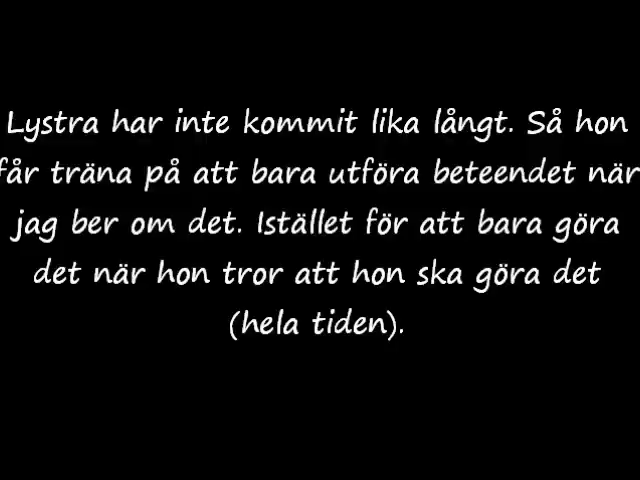 Lystra har inte kommit lika långt. Så hon
får träna på att bara utföra beteendet när
jag ber om det. Istället för att bara göra
det när hon tror att hon ska göra det
(hela tiden).